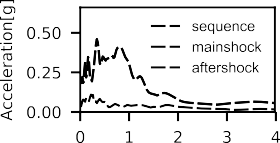 Acceleration[g]
0.50
0.25
0.00
sequence
mainshock
aftershock
0 1 2 3 4